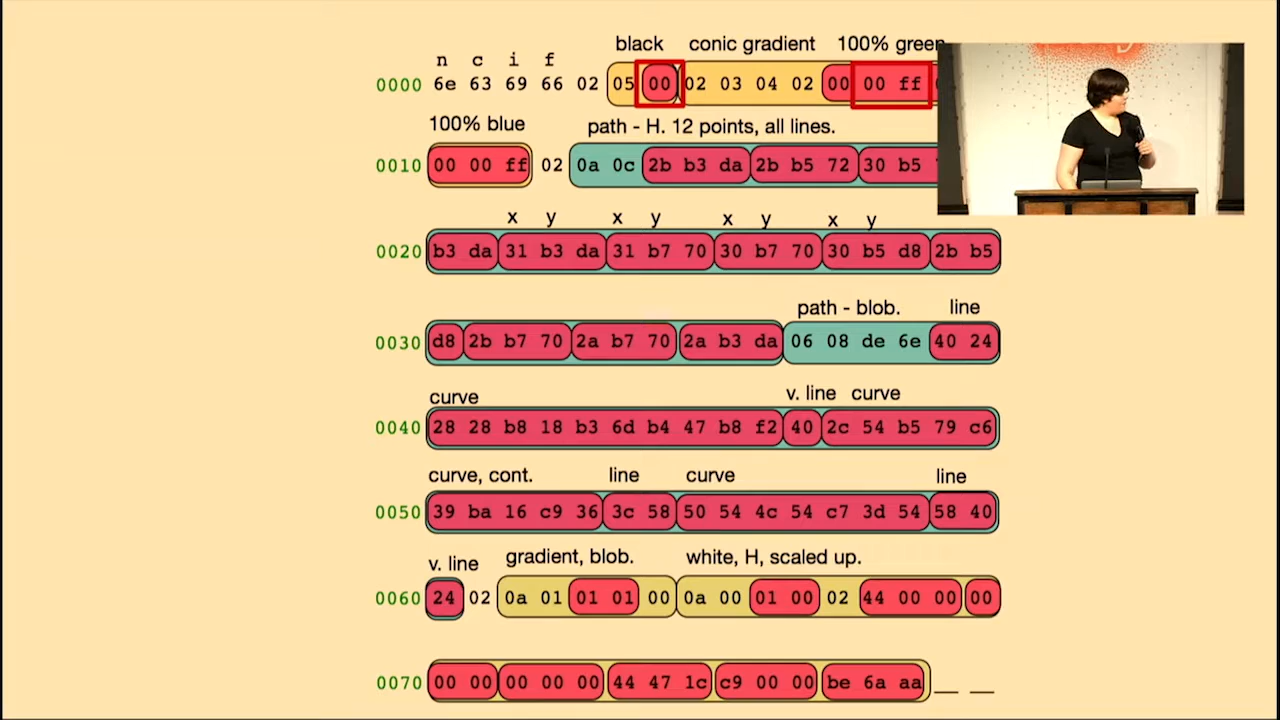 black conic gradient 100% green
n c i f
0000 6e 63 69 66 02 05 00 02 03 04 02 00 00 ff
100% blue path - H. 12 points, all lines.
0010 00 00 ff 02 0a 0c 2b b3 da 2b b5 72 30 b5
x y x y x y x y
0020 b3 da 31 b3 da 31 b7 70 30 b7 70 30 b5 d8 2b b5
path - blob. line
0030 d8 2b b7 70 2a b7 70 2a b3 da 06 08 de 6e 40 24
curve v. line curve
0040 28 28 b8 18 b3 6d b4 47 b8 f2 40 2c 54 b5 79 c6
curve, cont. line curve line
0050 39 ba 16 c9 36 3c 58 50 54 4c 54 c7 3d 54 58 40
v. line gradient, blob. white, H, scaled up.
0060 24 02 0a 01 01 01 00 0a 00 01 00 02 44 00 00 00
0070 00 00 00 00 00 44 47 1c c9 00 00 be 6a aa __ __